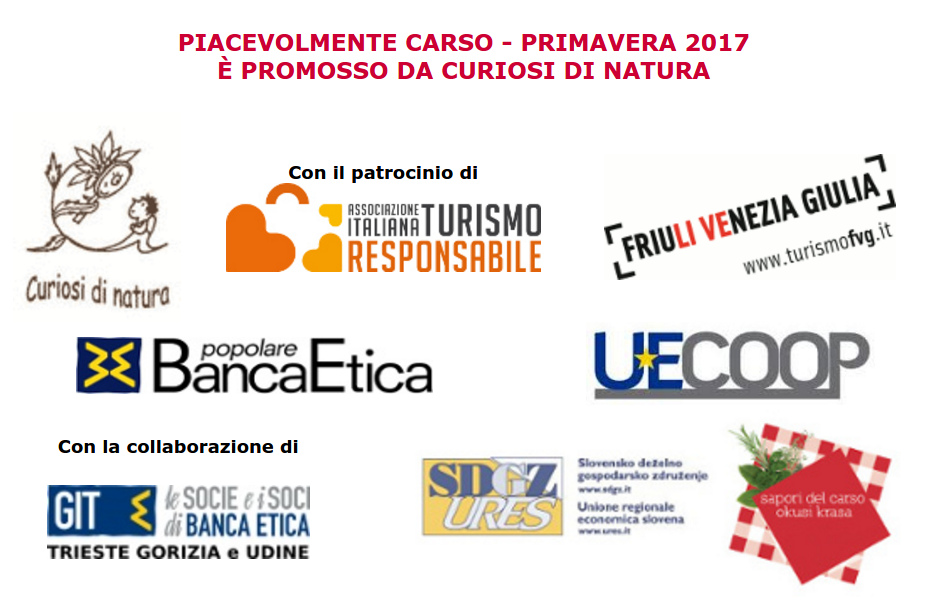 PIACEVOLMENTE CARSO - PRIMAVERA 2017
È PROMOSSO DA CURIOSI DI NATURA
Curiosi di natura
Con il patrocinio di
ASSOCIAZIONE
ITALIANA TURISMO
RESPONSABILE
FRIULI VENEZIA GIULIA
www.turismofvg.it
popolare
BancaEtica
UECOOP
Con la collaborazione di
GIT
le SOCIE e i SOCI
di BANCA ETICA
TRIESTE GORIZIA e UDINE
SDGZ
URES
Slovensko deželno
gospodarsko združenje
www.sdgz.it
Unione regionale
economica slovena
www.ures.it
sapori del carso
okusi krasa